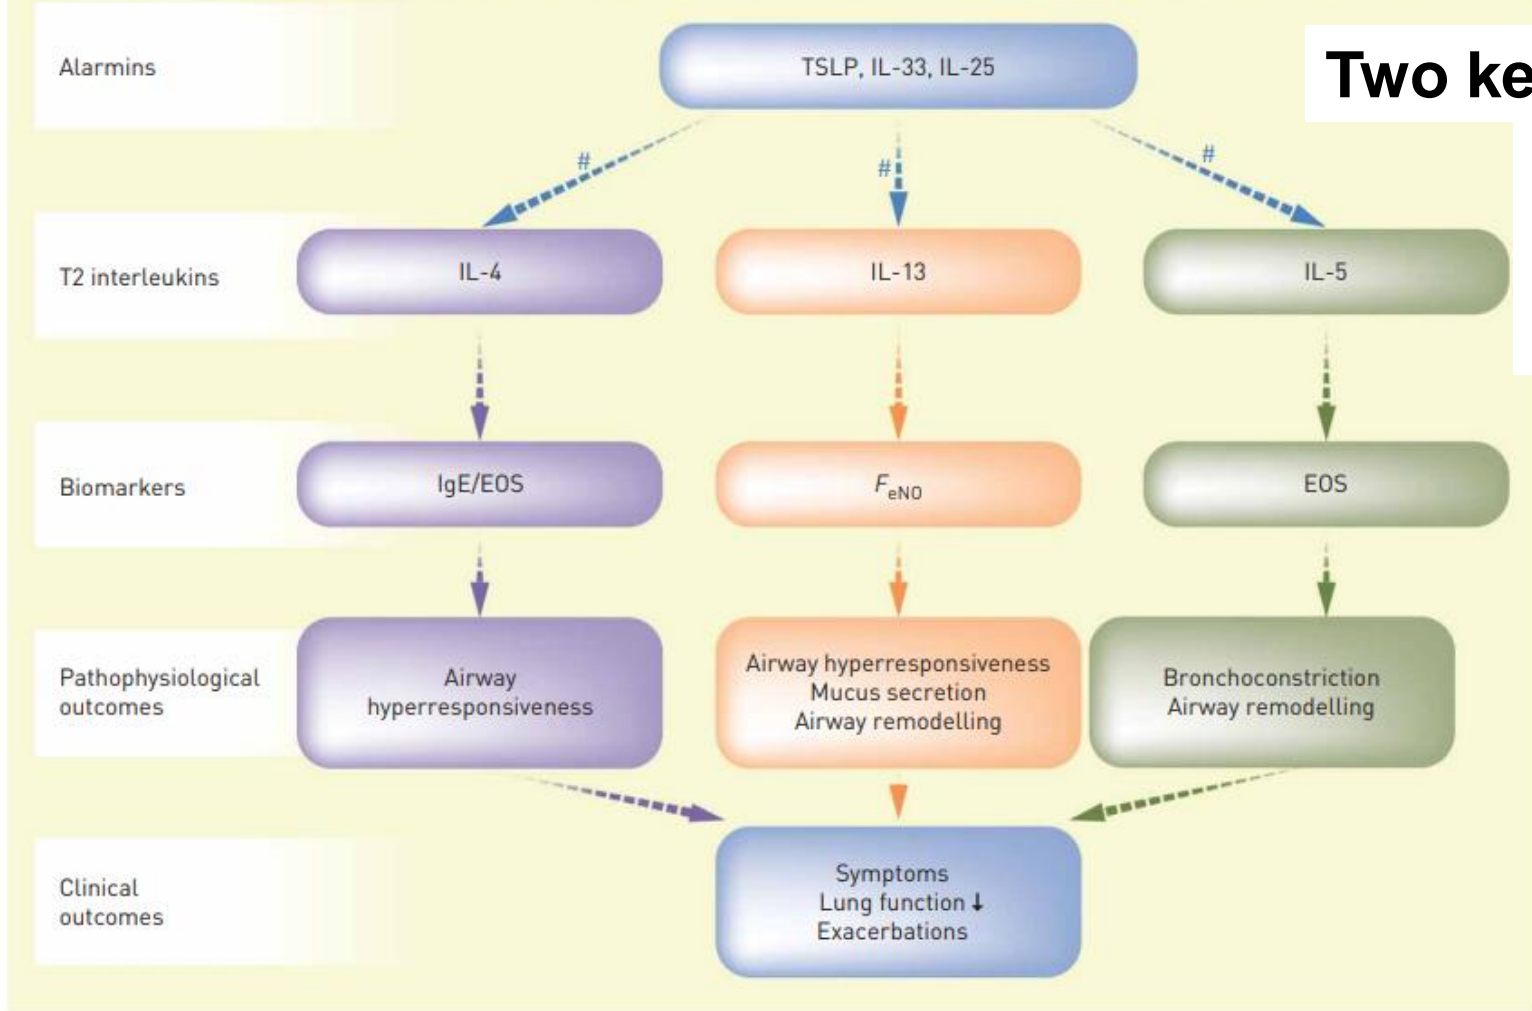 Alarmins
TSLP, IL-33, IL-25
Two ke
#
#
#
T2 interleukins
IL-4
IL-13
IL-5
Biomarkers
IgE/EOS
FeNO
EOS
Pathophysiological
outcomes
Airway
hyperresponsiveness
Airway hyperresponsiveness
Mucus secretion
Airway remodelling
Bronchoconstriction
Airway remodelling
Clinical
outcomes
Symptoms
Lung function ↓
Exacerbations